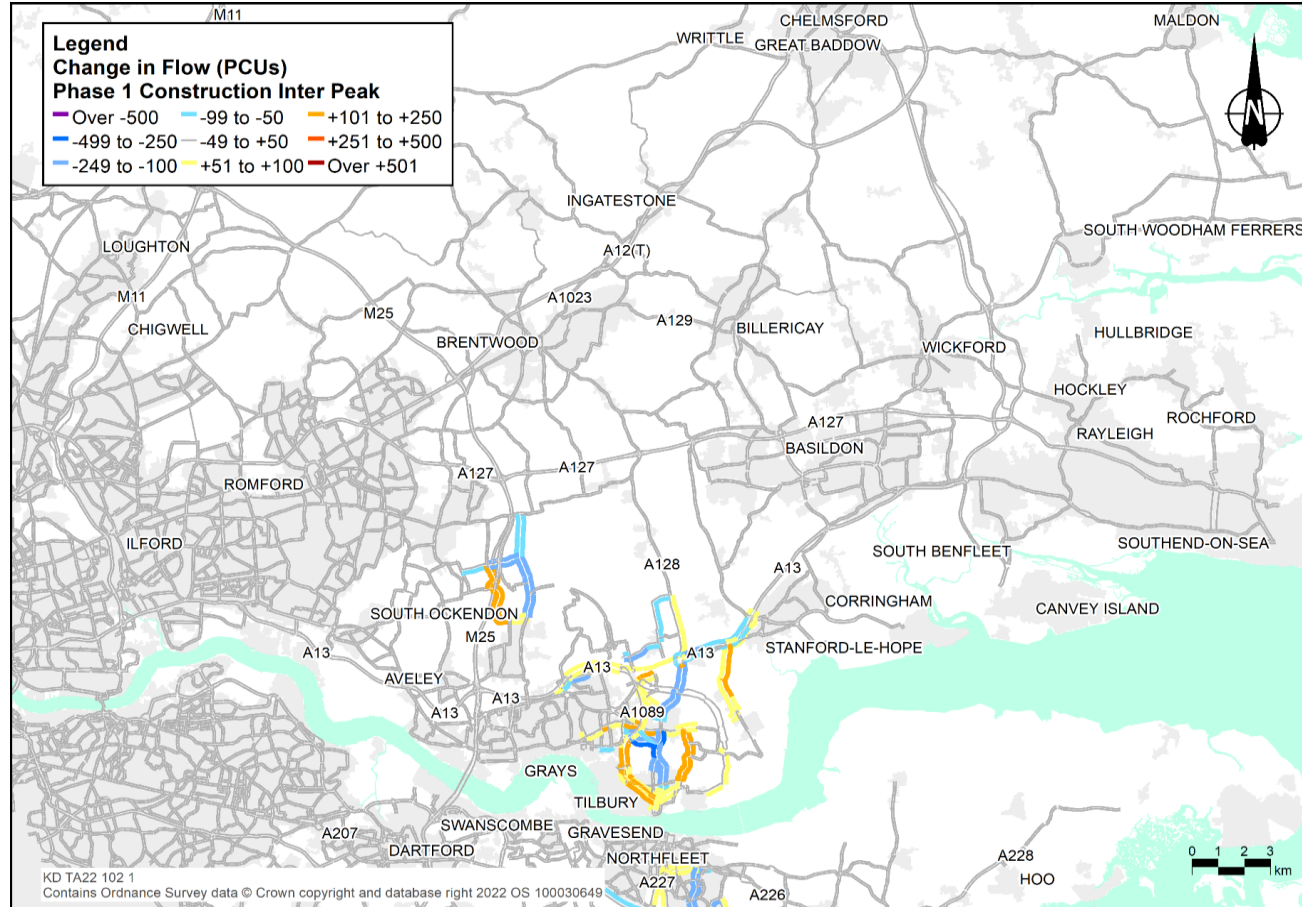 M11
CHELMSFORD
MALDON
WRITTLE
GREAT BADDOW
Legend
Change in Flow (PCUs)
Phase 1 Construction Inter Peak
Over -500
-99 to -50
+101 to +250
-499 to -250
-49 to +50
+251 to +500
-249 to -100
+51 to +100
Over +501
N
INGATESTONE
SOUTH WOODHAM FERRERS
LOUGHTON
A12(T)
M11
A1023
M25
A129
CHIGWELL
BILLERICAY
HULLBRIDGE
BRENTWOOD
WICKFORD
HOCKLEY
ROCHFORD
A127
RAYLEIGH
BASILDON
A127
A127
ROMFORD
ILFORD
SOUTHEND-ON-SEA
SOUTH BENFLEET
A128
A13
CORRINGHAM
CANVEY ISLAND
SOUTH OCKENDON
M25
STANFORD-LE-HOPE
A13
A13
A13
AVELEY
A13
A13
A1089
GRAYS
TILBURY
SWANSCOMBE
GRAVESEND
A207
DARTFORD
NORTHFLEET
A228
HOO
A227
A226
0 1 2 3
km
KD TA22 102 1
Contains Ordnance Survey data © Crown copyright and database right 2022 OS 100030649